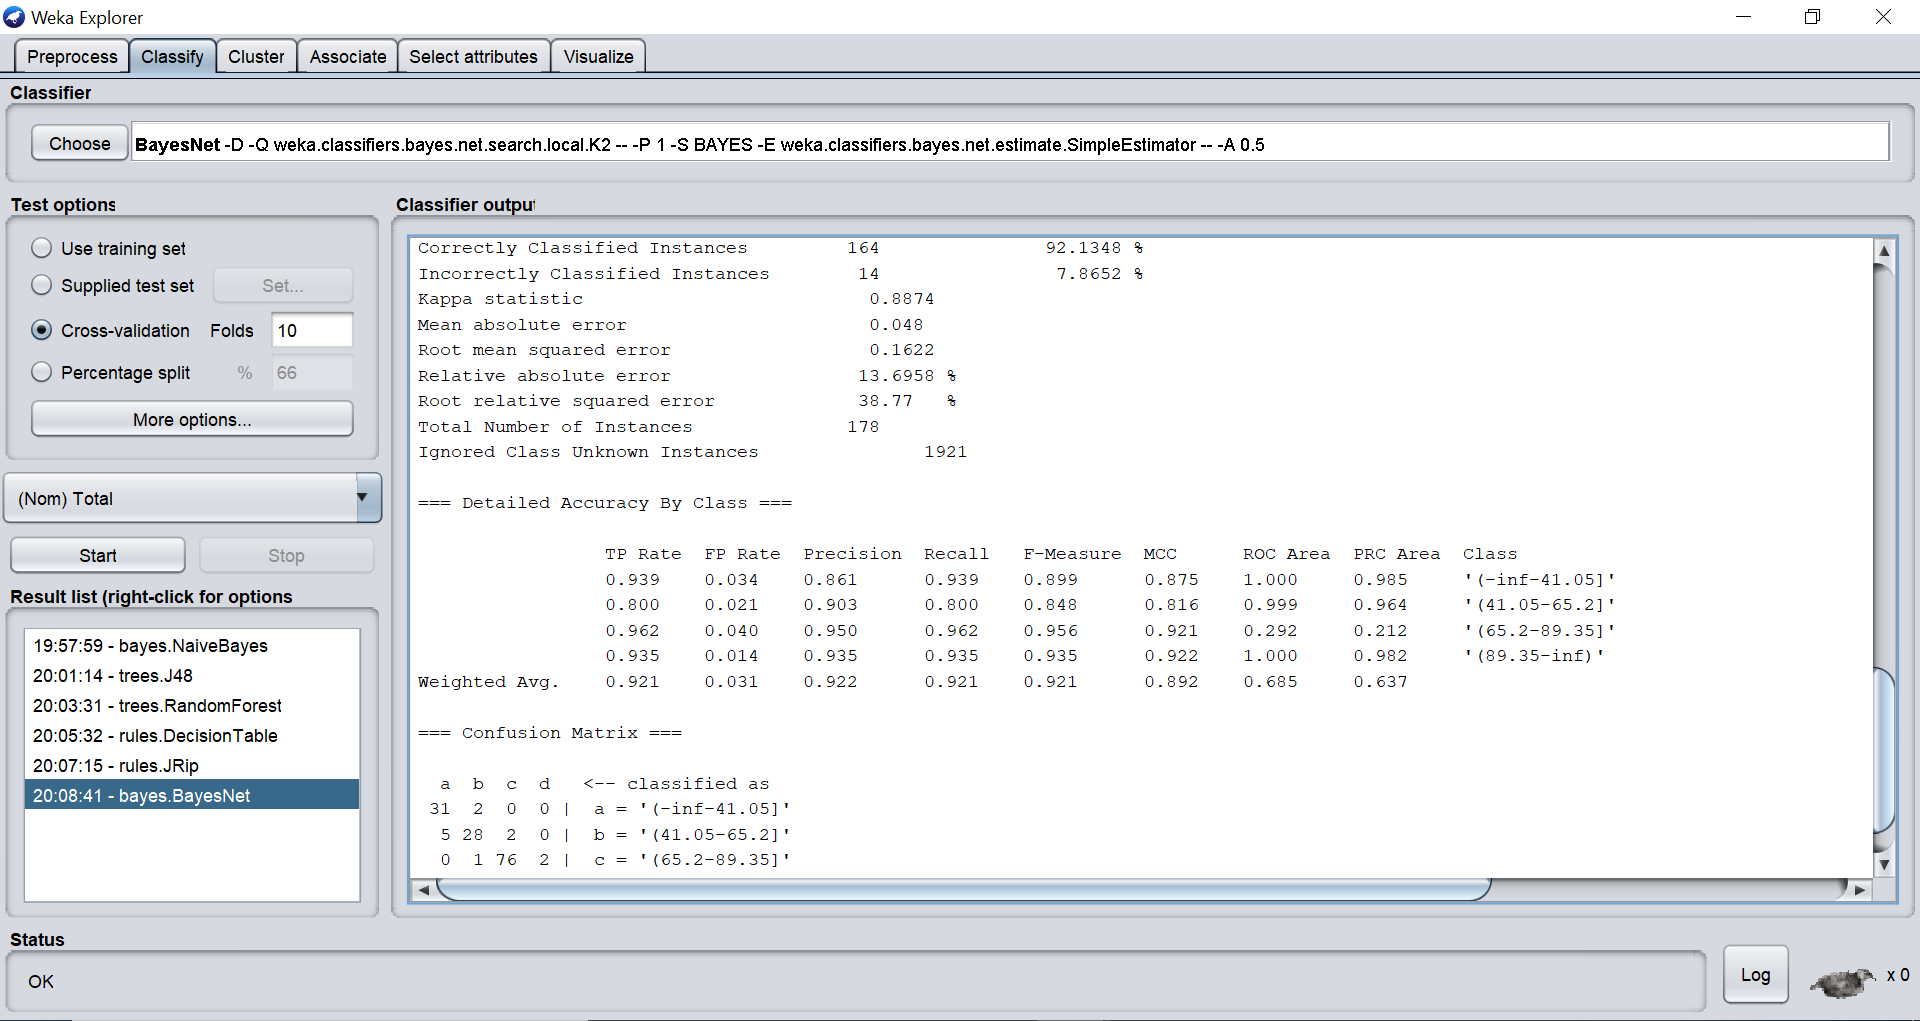 Weka Explorer
Preprocess Classify Cluster Associate Select attributes Visualize
Classifier
Choose BayesNet -D -Q weka.classifiers.bayes.net.search.local.K2 -- -P 1 -S BAYES -E weka.classifiers.bayes.net.estimate.SimpleEstimator -- -A 0.5
Test options
Use training set
Supplied test set Set...
Cross-validation Folds 10
Percentage split % 66
More options...
(Nom) Total
Start Stop
Result list (right-click for options
19:57:59 - bayes.NaiveBayes
20:01:14 - trees.J48
20:03:31 - trees.RandomForest
20:05:32 - rules.DecisionTable
20:07:15 - rules.JRip
20:08:41 - bayes.BayesNet
Classifier output
Correctly Classified Instances 164 92.1348 %
Incorrectly Classified Instances 14 7.8652 %
Kappa statistic 0.8874
Mean absolute error 0.048
Root mean squared error 0.1622
Relative absolute error 13.6958 %
Root relative squared error 38.77 %
Total Number of Instances 178
Ignored Class Unknown Instances 1921
=== Detailed Accuracy By Class ===
TP Rate FP Rate Precision Recall F-Measure MCC ROC Area PRC Area Class
0.939 0.034 0.861 0.939 0.899 0.875 1.000 0.985 '(-inf-41.05]'
0.800 0.021 0.903 0.800 0.848 0.816 0.999 0.964 '(41.05-65.2]'
0.962 0.040 0.950 0.962 0.956 0.921 0.292 0.212 '(65.2-89.35]'
0.935 0.014 0.935 0.935 0.935 0.922 1.000 0.982 '(89.35-inf)'
Weighted Avg. 0.921 0.031 0.922 0.921 0.921 0.892 0.685 0.637
=== Confusion Matrix ===
a b c d <-- classified as
31 2 0 0 | a = '(-inf-41.05]'
5 28 2 0 | b = '(41.05-65.2]'
0 1 76 2 | c = '(65.2-89.35]'
Status
OK
Log x 0